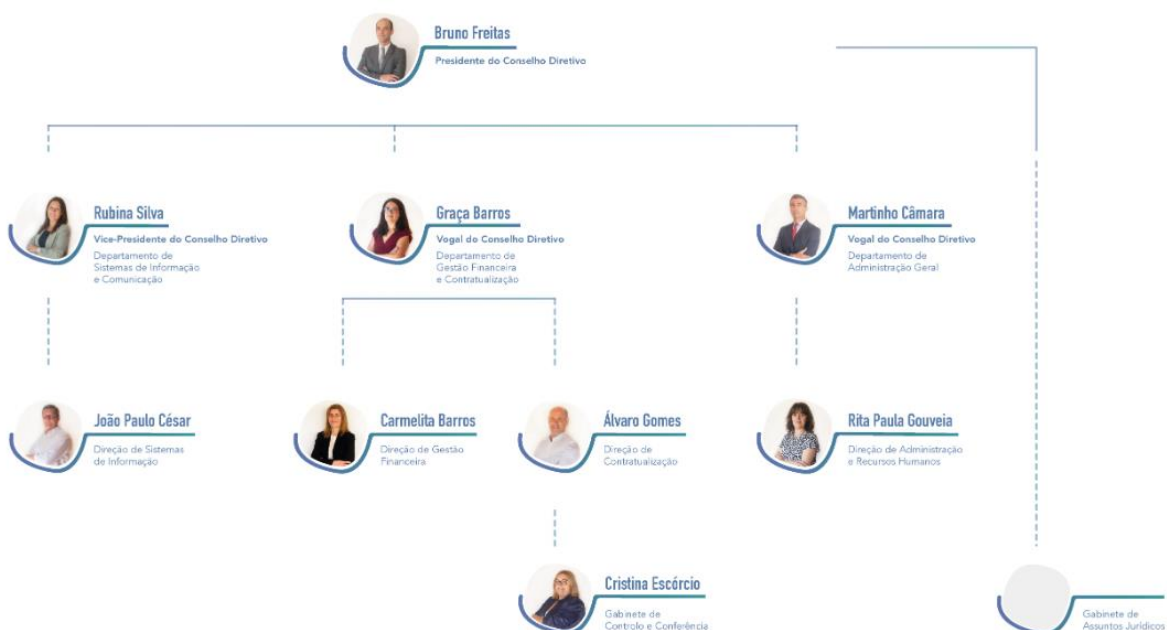 Bruno Freitas
Presidente do Conselho Diretivo
Rubina Silva
Vice-Presidente do Conselho Diretivo
Departamento de
Sistemas de Informação
e Comunicação
Graça Barros
Vogal do Conselho Diretivo
Departamento de
Gestão Financeira
e Contratualização
Martinho Câmara
Vogal do Conselho Diretivo
Departamento de
Administração Geral
João Paulo César
Direção de Sistemas
de Informação
Carmelita Barros
Direção de Gestão
Financeira
Álvaro Gomes
Direção de
Contratualização
Rita Paula Gouveia
Direção de Administração
e Recursos Humanos
Cristina Escórcio
Gabinete de
Controlo e Conferência
Gabinete de
Assuntos Jurídicos